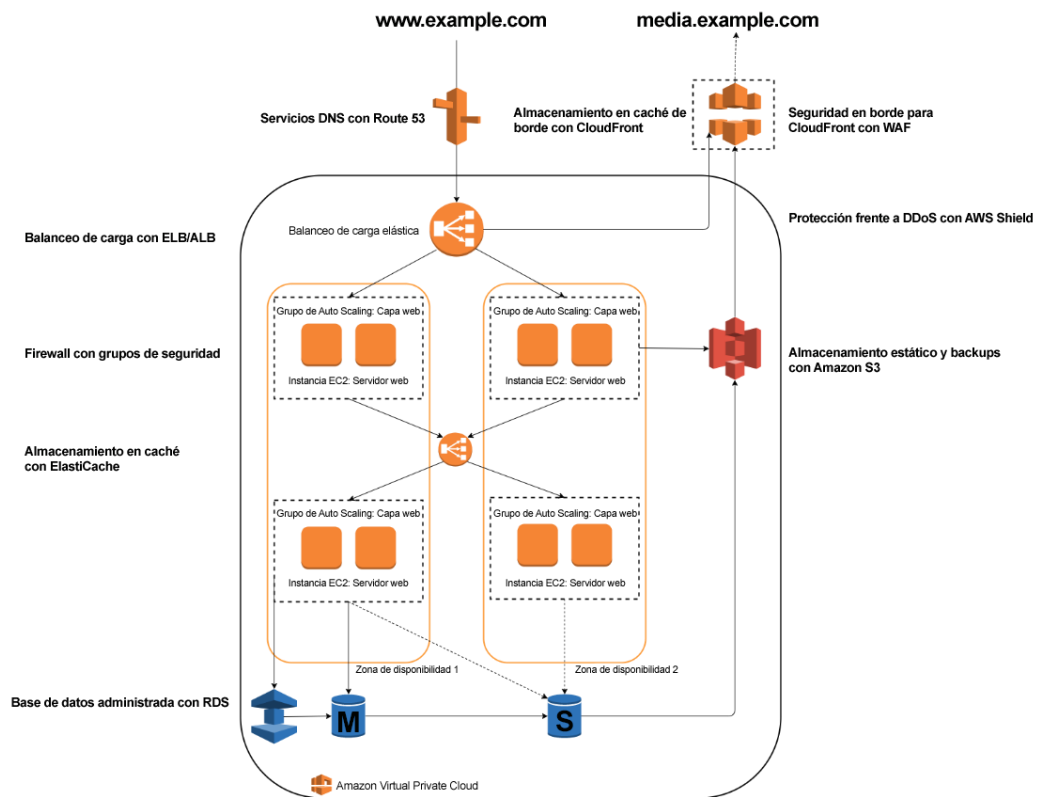 www.example.com
media.example.com
Servicios DNS con Route 53
Almacenamiento en caché de
borde con CloudFront
Seguridad en borde para
CloudFront con WAF
Protección frente a DDoS con AWS Shield
Balanceo de carga con ELB/ALB
Balanceo de carga elástica
Grupo de Auto Scaling: Capa web
Instancia EC2: Servidor web
Grupo de Auto Scaling: Capa web
Instancia EC2: Servidor web
Firewall con grupos de seguridad
Almacenamiento estático y backups
con Amazon S3
Almacenamiento en caché
con ElastiCache
Grupo de Auto Scaling: Capa web
Instancia EC2: Servidor web
Grupo de Auto Scaling: Capa web
Instancia EC2: Servidor web
Zona de disponibilidad 1
Zona de disponibilidad 2
Base de datos administrada con RDS
M
S
Amazon Virtual Private Cloud